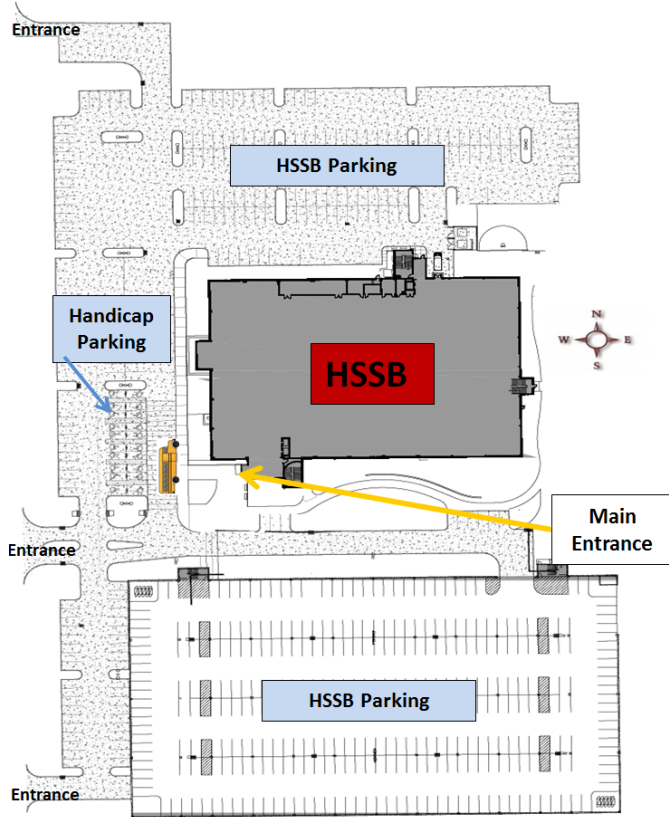 Entrance
HSSB Parking
Handicap
Parking
N
W
E
S
HSSB
Main
Entrance
Entrance
HSSB Parking
Entrance